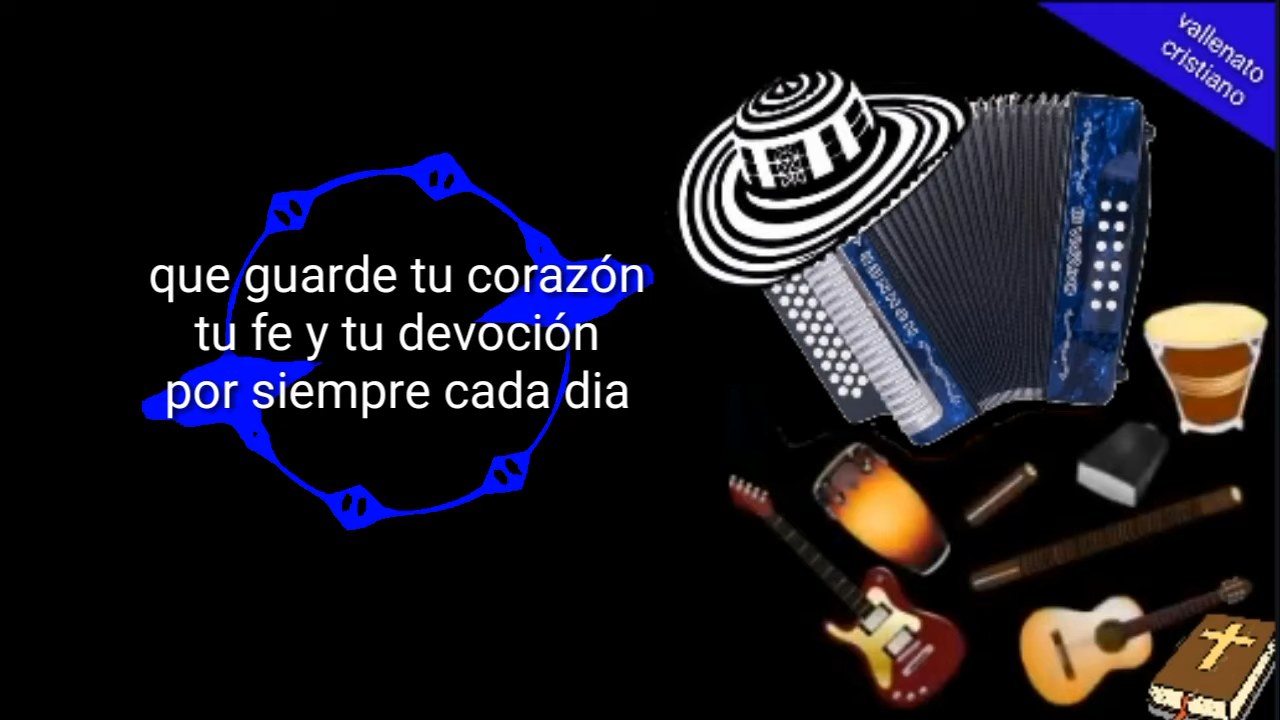 vallenato
cristiano
que guarde tu corazón
tu fe y tu devoción
por siempre cada dia